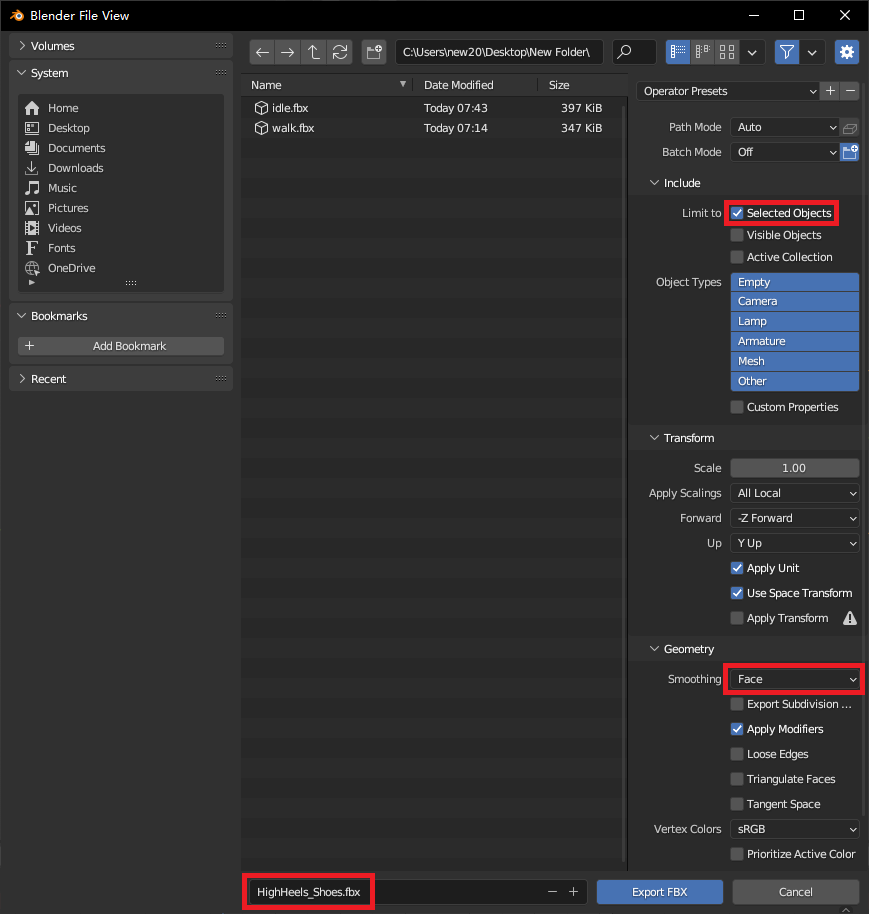 Blender File View
Volumes
System
Home
Desktop
Documents
Downloads
Music
Pictures
Videos
Fonts
OneDrive
Bookmarks
Add Bookmark
Recent
C:\Users\new20\Desktop\New Folder\
Name Date Modified Size
idle.fbx Today 07:43 397 KiB
walk.fbx Today 07:14 347 KiB
HighHeels_Shoes.fbx
Operator Presets
Path Mode Auto
Batch Mode Off
Include
Limit to Selected Objects
Visible Objects
Active Collection
Object Types Empty
Camera
Lamp
Armature
Mesh
Other
Custom Properties
Transform
Scale 1.00
Apply Scalings All Local
Forward -Z Forward
Up Y Up
Apply Unit
Use Space Transform
Apply Transform
Geometry
Smoothing Face
Export Subdivision ...
Apply Modifiers
Loose Edges
Triangulate Faces
Tangent Space
Vertex Colors sRGB
Prioritize Active Color
Export FBX Cancel